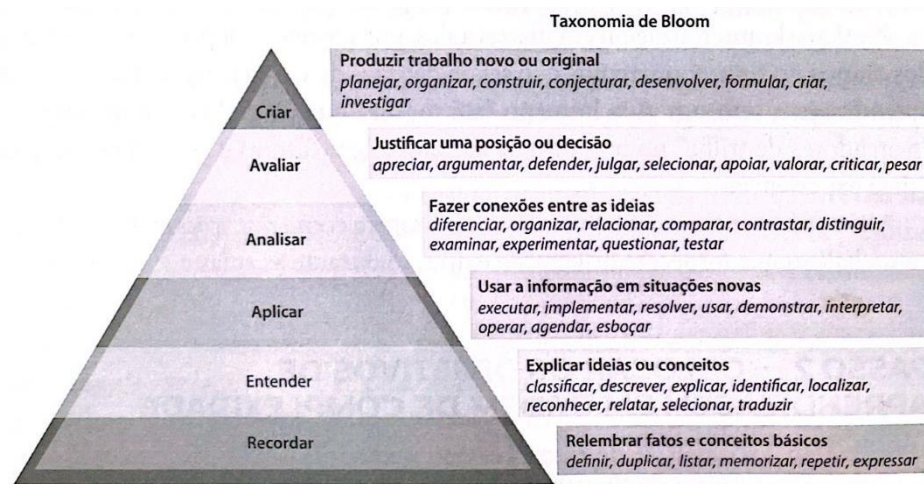 Taxonomia de Bloom
Criar
Produzir trabalho novo ou original
planejar, organizar, construir, conjecturar, desenvolver, formular, criar,
investigar
Avaliar
Justificar uma posição ou decisão
apreciar, argumentar, defender, julgar, selecionar, apoiar, valorar, criticar, pesar
Analisar
Fazer conexões entre as ideias
diferenciar, organizar, relacionar, comparar, contrastar, distinguir,
examinar, experimentar, questionar, testar
Aplicar
Usar a informação em situações novas
executar, implementar, resolver, usar, demonstrar, interpretar,
operar, agendar, esboçar
Entender
Explicar ideias ou conceitos
classificar, descrever, explicar, identificar, localizar,
reconhecer, relatar, selecionar, traduzir
Recordar
Relembrar fatos e conceitos básicos
definir, duplicar, listar, memorizar, repetir, expressar